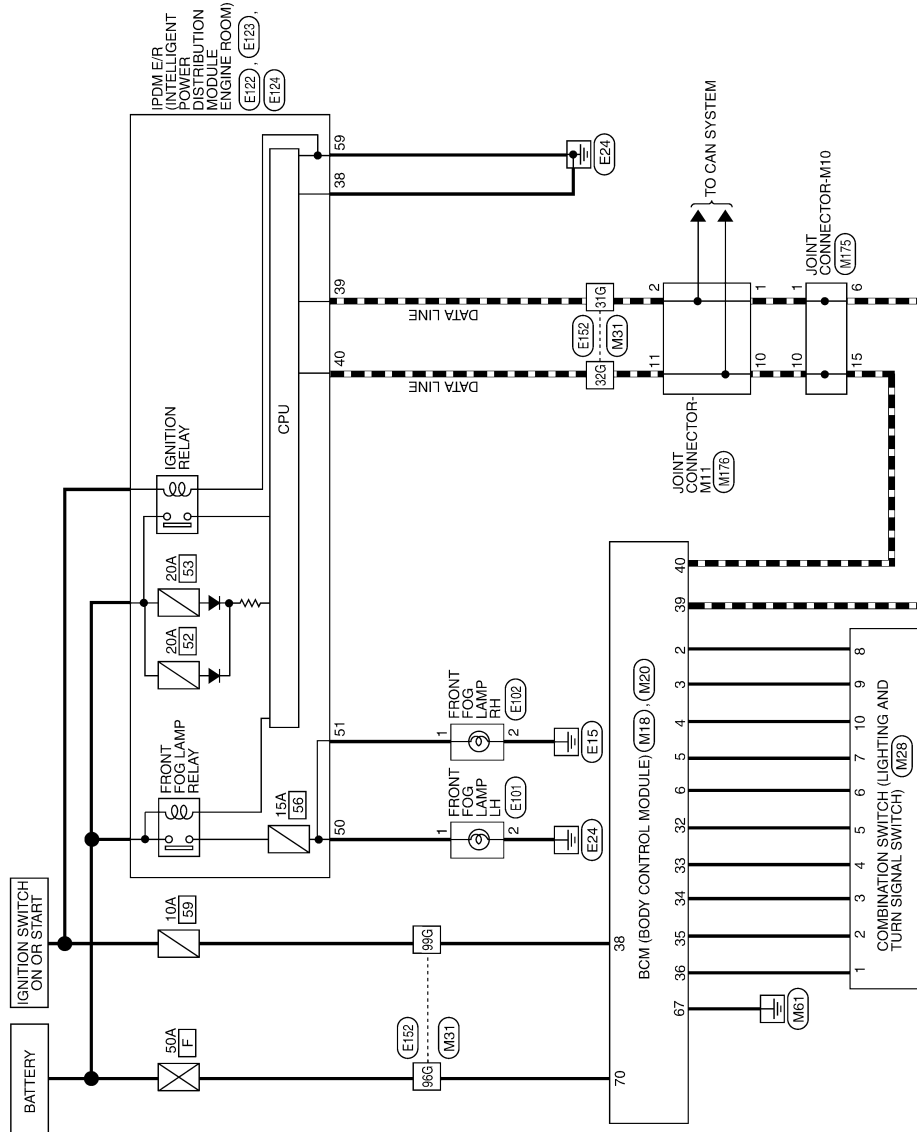 BATTERY
IGNITION SWITCH
ON OR START
50A
F
10A
59
FRONT
FOG LAMP
RELAY
15A
56
20A
52
20A
53
IGNITION
RELAY
CPU
IPDM E/R
(INTELLIGENT
POWER
DISTRIBUTION
MODULE
ENGINE ROOM)
E122 , E123 ,
E124
50
51
40
39
38
59
96G
E152
M31
99G
1
FRONT
FOG
LAMP
LH
E101
2
E24
1
FRONT
FOG
LAMP
RH
E102
2
E15
DATA LINE
DATA LINE
32G
E152
M31
31G
E24
70
38
BCM (BODY CONTROL MODULE) M18 , M20
67
36
35
34
33
32
6
5
4
3
2
39
40
M61
1
2
3
4
5
6
7
10
9
8
COMBINATION SWITCH (LIGHTING AND
TURN SIGNAL SWITCH)
M28
JOINT
CONNECTOR-
M11
M176
11
2
10
1
TO CAN SYSTEM
JOINT
CONNECTOR-M10
M175
10
1
15
6